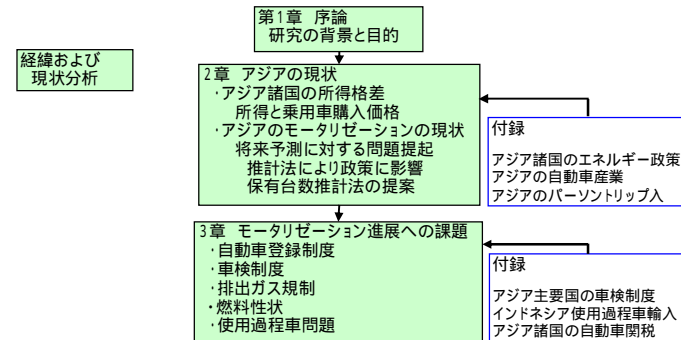 第1章 序論
研究の背景と目的
経緯および
現状分析
2章 アジアの現状
・アジア諸国の所得格差
所得と乗用車購入価格
・アジアのモータリゼーションの現状
将来予測に対する問題提起
推計法により政策に影響
保有台数推計法の提案
付録
アジア諸国のエネルギー政策
アジアの自動車産業
アジアのパーソントリップ入
3章 モータリゼーション進展への課題
・自動車登録制度
・車検制度
・排出ガス規制
・燃料性状
・使用過程車問題
付録
アジア主要国の車検制度
インドネシア使用過程車輸入
アジア諸国の自動車関税